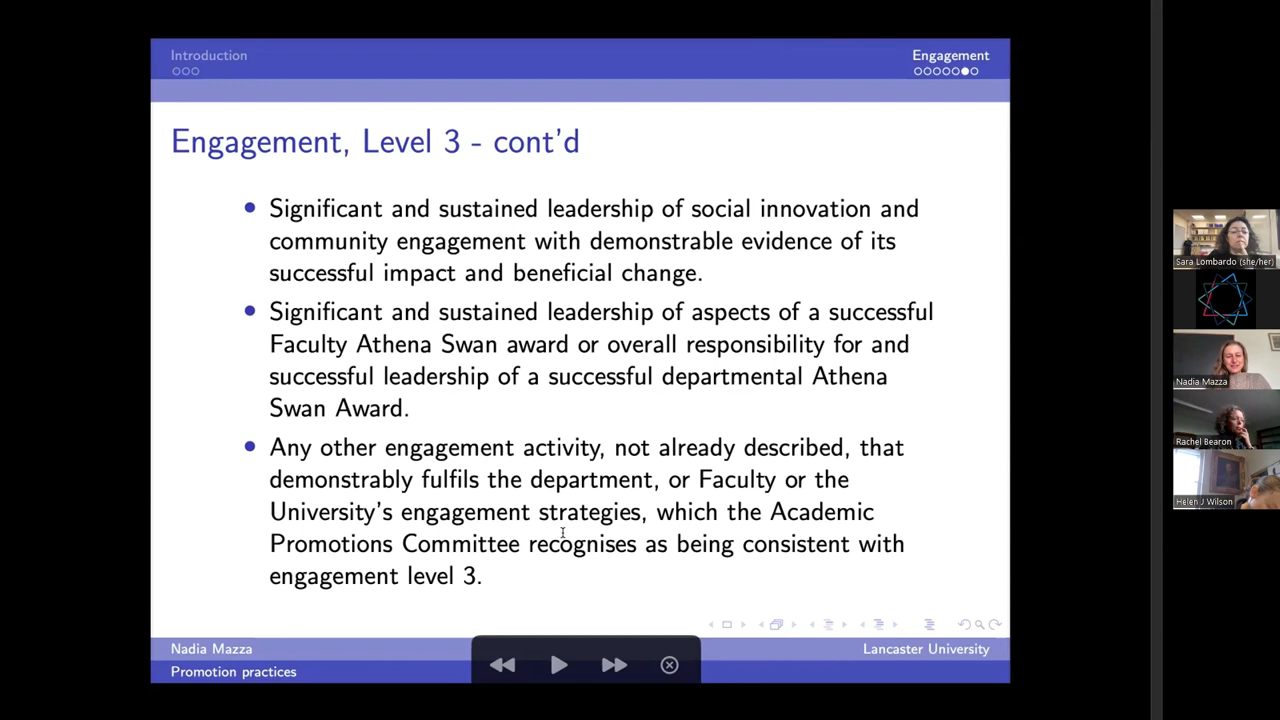 Introduction
Engagement
Engagement, Level 3 - cont'd
Significant and sustained leadership of social innovation and
community engagement with demonstrable evidence of its
successful impact and beneficial change.
Significant and sustained leadership of aspects of a successful
Faculty Athena Swan award or overall responsibility for and
successful leadership of a successful departmental Athena
Swan Award.
Any other engagement activity, not already described, that
demonstrably fulfils the department, or Faculty or the
University's engagement strategies, which the Academic
Promotions Committee recognises as being consistent with
engagement level 3.
Nadia Mazza
Lancaster University
Promotion practices
Sara Lombardo (she/her)
Nadia Mazza
Rachel Bearon
Helen J Wilson